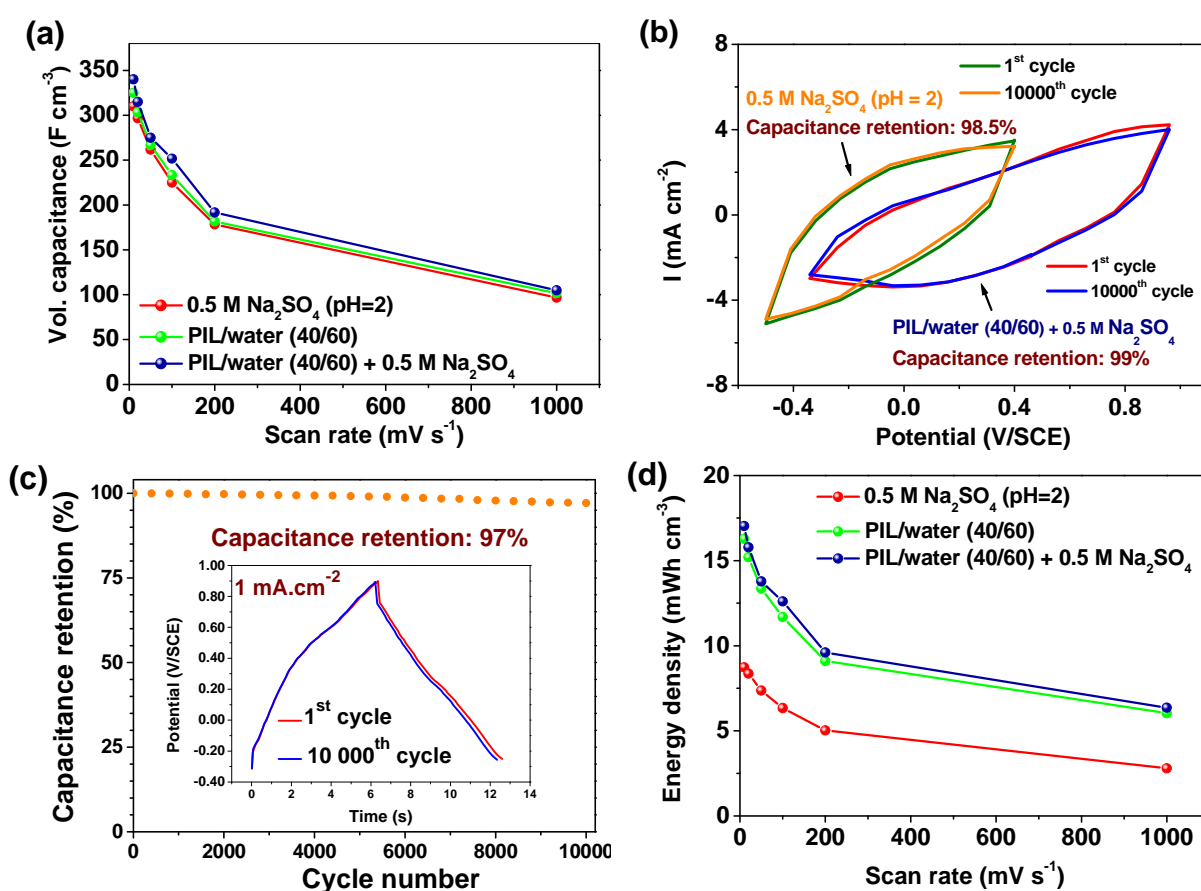 (a)
Vol. capacitance (F cm⁻³)
350
300
250
200
150
100
50
0
0 200 400 600 800 1000
Scan rate (mV s⁻¹)
0.5 M Na₂SO₄ (pH=2)
PIL/water (40/60)
PIL/water (40/60) + 0.5 M Na₂SO₄
(b)
I (mA cm⁻²)
8
4
0
-4
-8
-0.4 0.0 0.4 0.8
Potential (V/SCE)
1ˢᵗ cycle
10000ᵗʰ cycle
0.5 M Na₂SO₄ (pH = 2)
Capacitance retention: 98.5%
1ˢᵗ cycle
10000ᵗʰ cycle
PIL/water (40/60) + 0.5 M Na₂SO₄
Capacitance retention: 99%
(c)
Capacitance retention (%)
100
75
50
25
0
0 2000 4000 6000 8000 10000
Cycle number
Capacitance retention: 97%
1 mA.cm⁻²
Potential (V/SCE)
1.00
0.80
0.60
0.40
0.20
0.00
-0.20
-0.40
0 2 4 6 8 10 12 14
Time (s)
1ˢᵗ cycle
10 000ᵗʰ cycle
(d)
Energy density (mWh cm⁻³)
20
15
10
5
0
0 200 400 600 800 1000
Scan rate (mV s⁻¹)
0.5 M Na₂SO₄ (pH=2)
PIL/water (40/60)
PIL/water (40/60) + 0.5 M Na₂SO₄